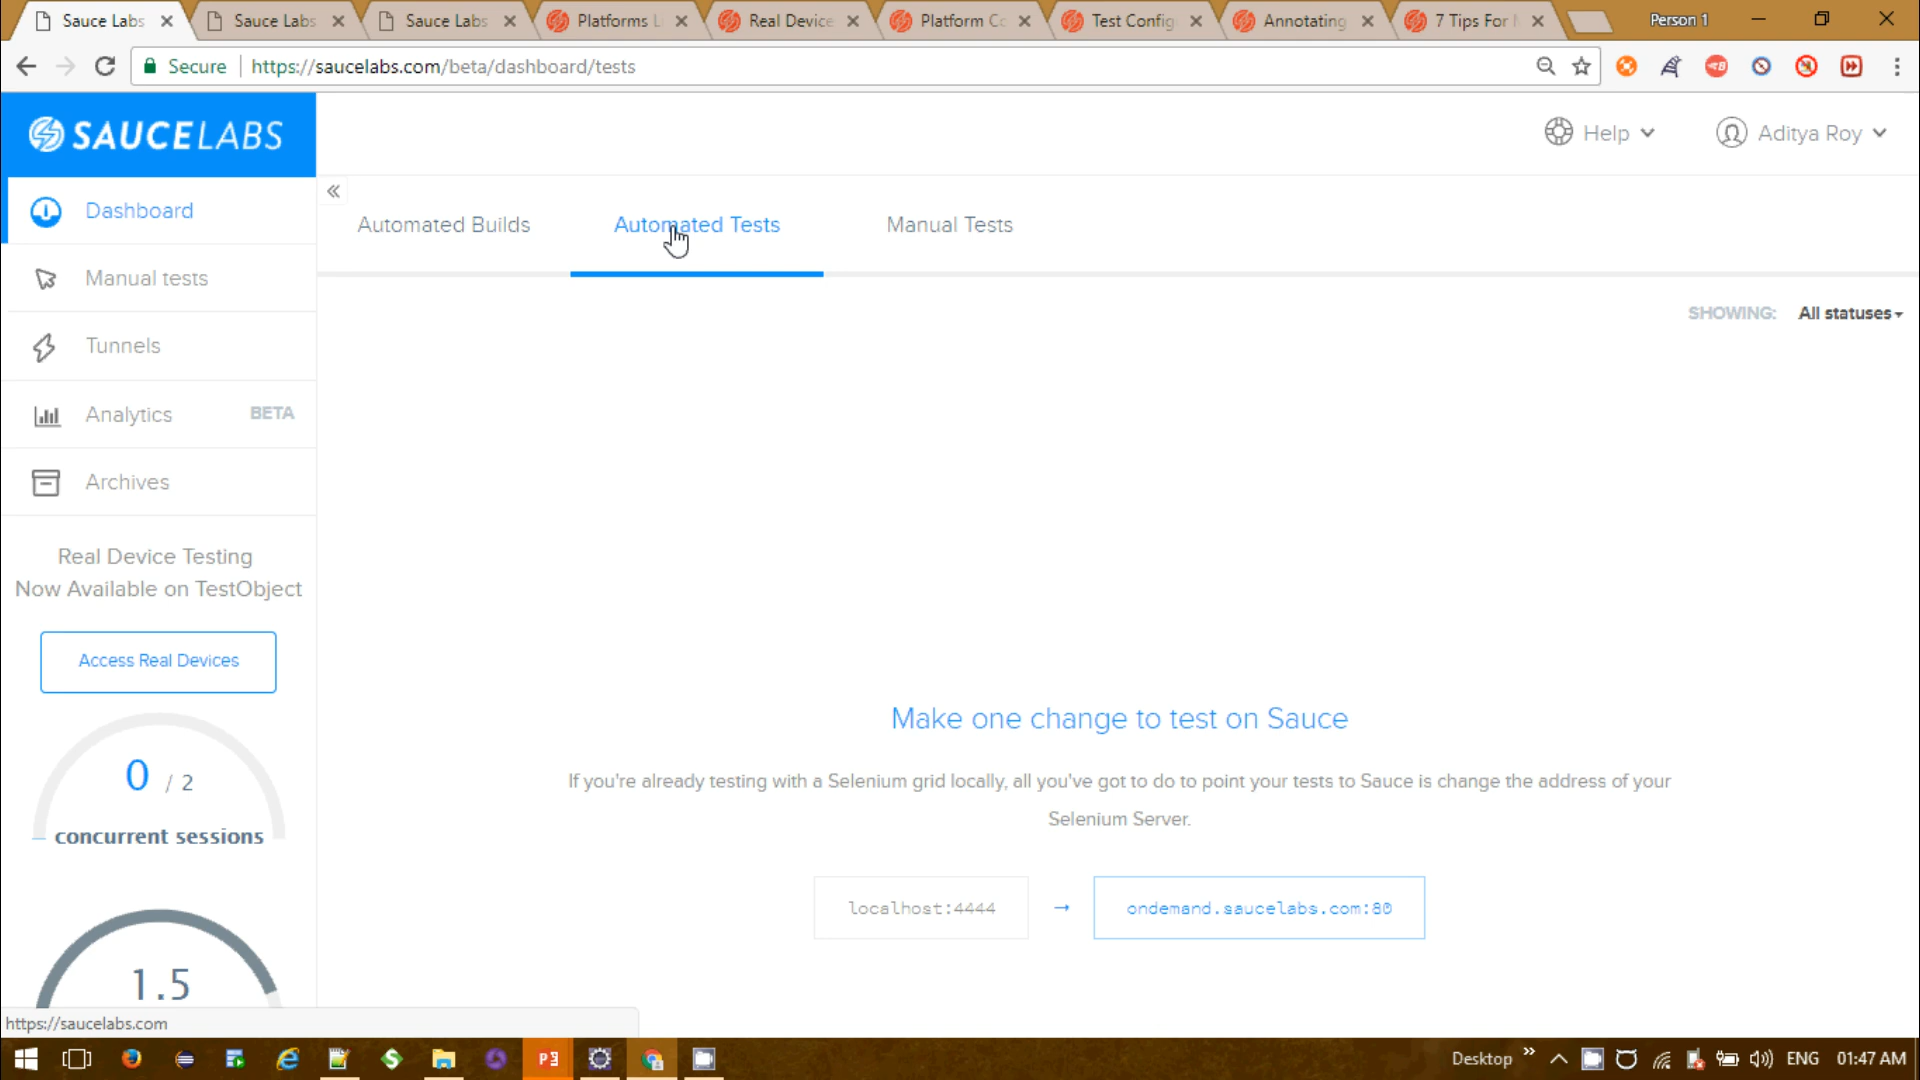 Sauce Labs
Sauce Labs
Sauce Labs
Platforms
Real Device
Platform Co
Test Config
Annotating
7 Tips For
Person 1
Secure
https://saucelabs.com/beta/dashboard/tests
SAUCELABS
Help
Aditya Roy
Dashboard
Manual tests
Tunnels
Analytics
BETA
Archives
Real Device Testing
Now Available on TestObject
Access Real Devices
0 / 2
concurrent sessions
1.5
Automated Builds
Automated Tests
Manual Tests
SHOWING:
All statuses
Make one change to test on Sauce
If you're already testing with a Selenium grid locally, all you've got to do to point your tests to Sauce is change the address of your
Selenium Server.
localhost:4444
→
ondemand.saucelabs.com:80
https://saucelabs.com
Desktop
ENG
01:47 AM